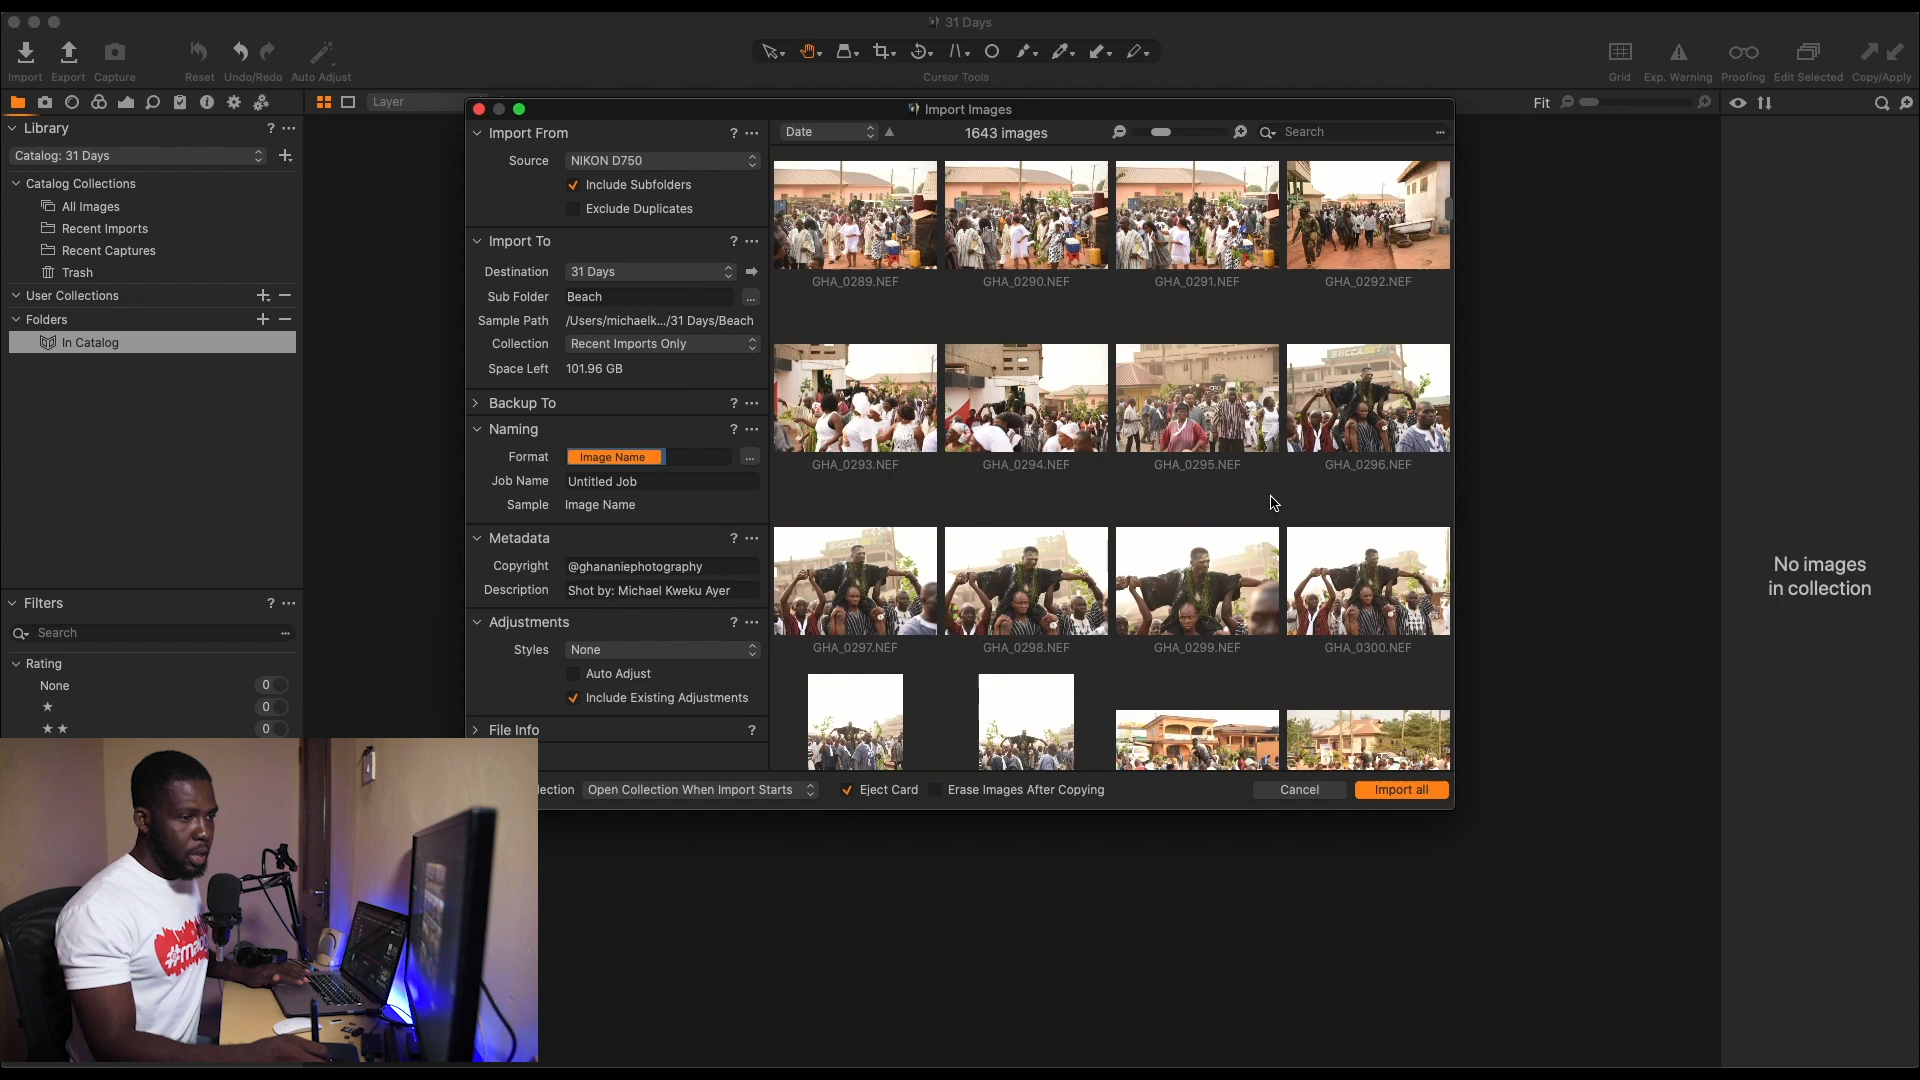 31 Days
Import Export Capture Reset Undo/Redo Auto Adjust Cursor Tools Grid Exp. Warning Proofing Edit Selected Copy/Apply
Layer Fit
Library ? ...
Catalog: 31 Days
Catalog Collections
All Images
Recent Imports
Recent Captures
Trash
User Collections
Folders
In Catalog
Filters ? ...
Search
Rating
None 0
0
0
Import Images
Import From ? ...
Source NIKON D750
Include Subfolders
Exclude Duplicates
Import To ? ...
Destination 31 Days
Sub Folder Beach ...
Sample Path /Users/michaelk.../31 Days/Beach
Collection Recent Imports Only
Space Left 101.96 GB
Backup To ? ...
Naming ? ...
Format Image Name ...
Job Name Untitled Job
Sample Image Name
Metadata ? ...
Copyright @ghananiephotography
Description Shot by: Michael Kweku Ayer
Adjustments ? ...
Styles None
Auto Adjust
Include Existing Adjustments
File Info ?
Date 1643 images Search ...
GHA_0289.NEF GHA_0290.NEF GHA_0291.NEF GHA_0292.NEF
GHA_0293.NEF GHA_0294.NEF GHA_0295.NEF GHA_0296.NEF
GHA_0297.NEF GHA_0298.NEF GHA_0299.NEF GHA_0300.NEF
lection Open Collection When Import Starts Eject Card Erase Images After Copying Cancel Import all
No images
in collection